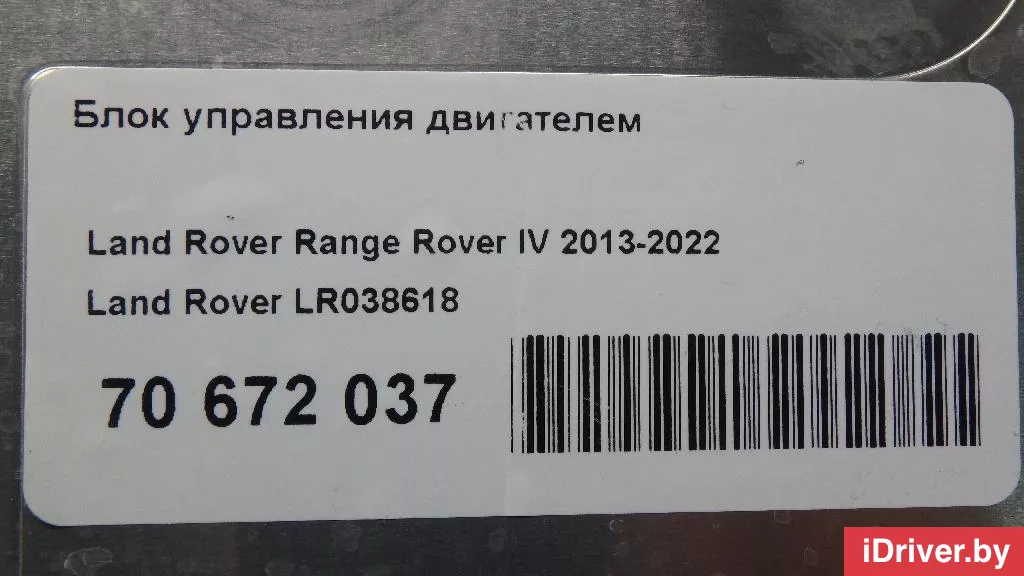 Блок управления двигателем
Land Rover Range Rover IV 2013-2022
Land Rover LR038618
70 672 037
iDriver.by